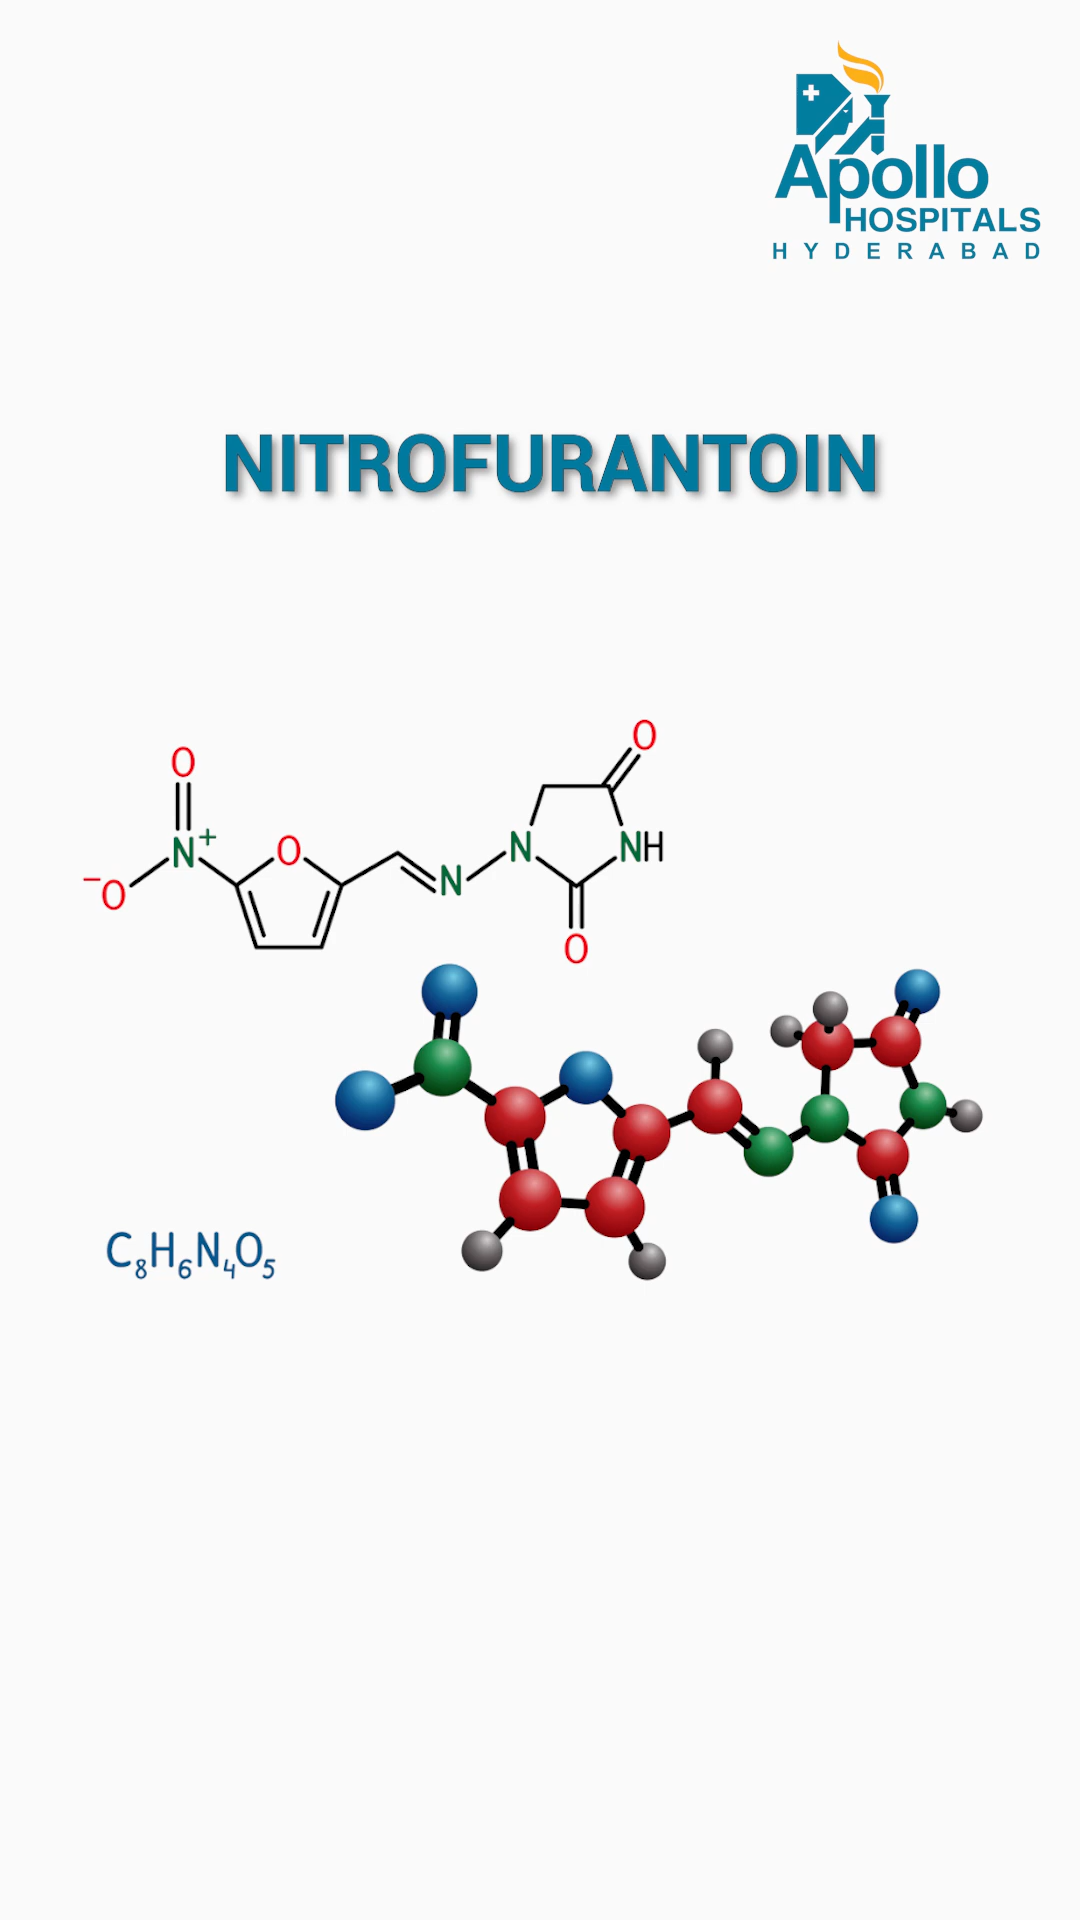 Apollo
HOSPITALS
HYDERABAD
NITROFURANTOIN
O
O
N+
O
N
NH
−O
N
O
C₈H₆N₄O₅